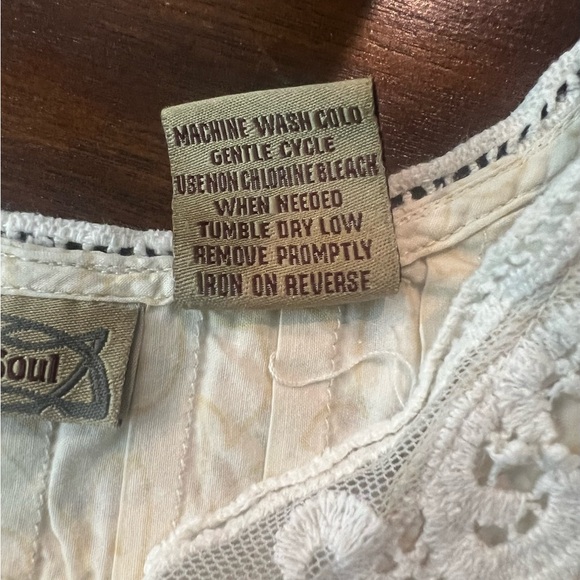 MACHINE WASH COLD
GENTLE CYCLE
USE NON CHLORINE BLEACH
WHEN NEEDED
TUMBLE DRY LOW
REMOVE PROMPTLY
IRON ON REVERSE
Soul